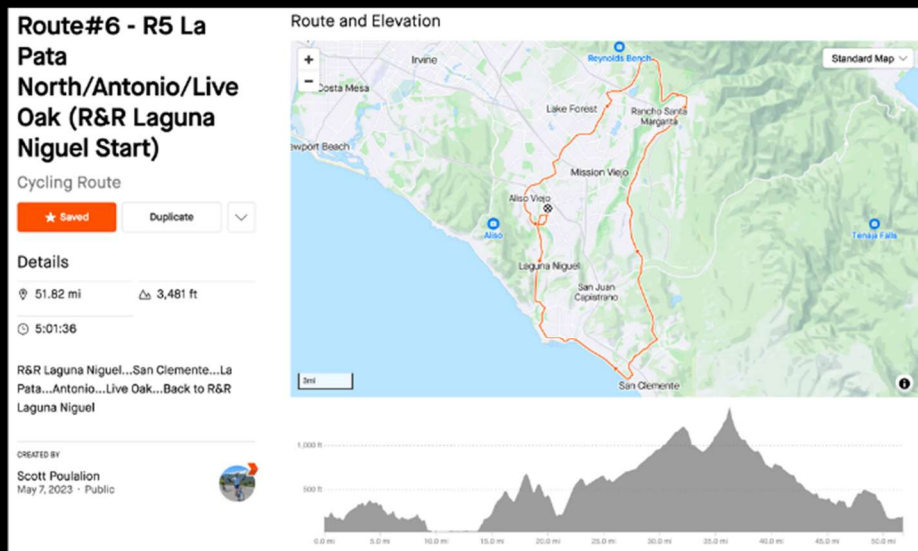 Route#6 - R5 La
Pata
North/Antonio/Live
Oak (R&R Laguna
Niguel Start)
Cycling Route
Saved
Duplicate
Details
51.82 mi
3,481 ft
5:01:36
R&R Laguna Niguel...San Clemente...La
Pata...Antonio...Live Oak...Back to R&R
Laguna Niguel
CREATED BY
Scott Poulalion
May 7, 2023 · Public
Route and Elevation
+
−
Standard Map
Reynolds Bench
Irvine
Costa Mesa
Lake Forest
Rancho Santa
Margarita
ewport Beach
Mission Viejo
Aliso Viejo
Aliso
Tenaja Falls
Laguna Niguel
San Juan
Capistrano
3mi
San Clemente
1,000 ft
500 ft
0.0 mi 5.0 mi 10.0 mi 15.0 mi 20.0 mi 25.0 mi 30.0 mi 35.0 mi 40.0 mi 45.0 mi 50.0 mi